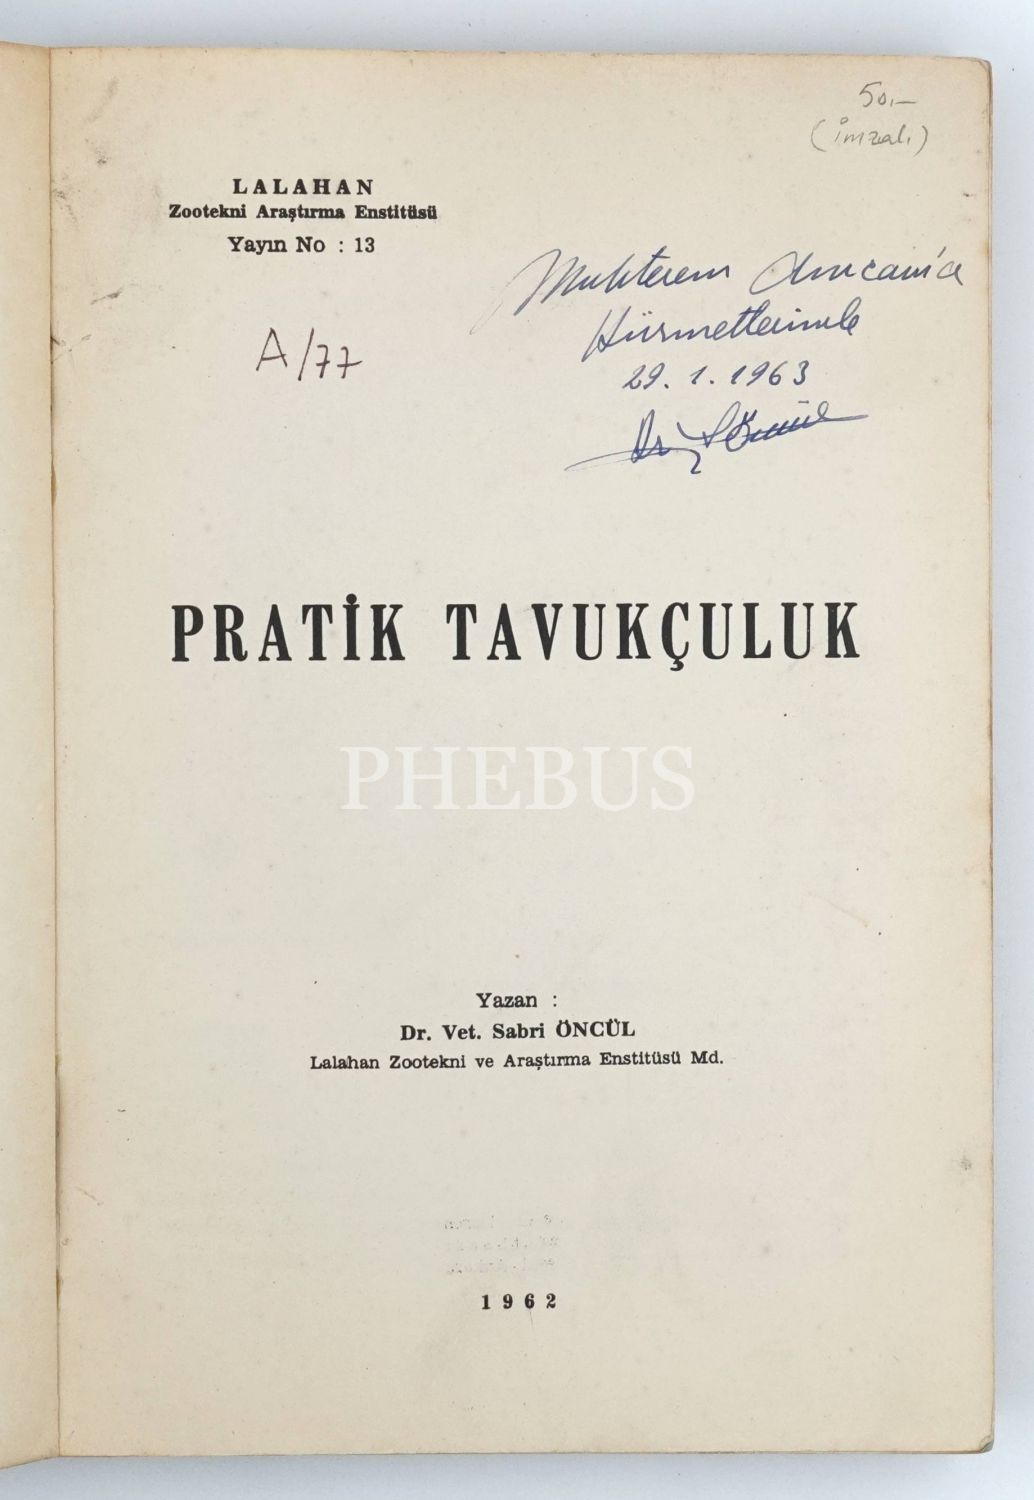 50,-
(imzalı)
LALAHAN
Zootekni Araştırma Enstitüsü
Yayın No : 13
Muhterem Amcam'a
Hürmetlerimle
29.1.1963
A/77
PRATİK TAVUKÇULUK
PHEBUS
Yazan :
Dr. Vet. Sabri ÖNCÜL
Lalahan Zootekni ve Araştırma Enstitüsü Md.
1962